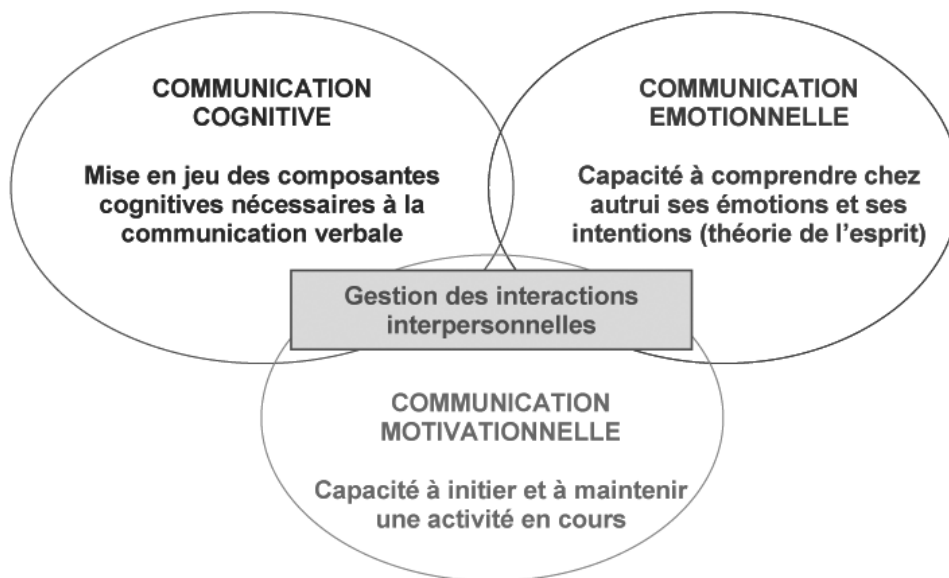 COMMUNICATION
COGNITIVE
Mise en jeu des composantes
cognitives nécessaires à la
communication verbale
COMMUNICATION
EMOTIONNELLE
Capacité à comprendre chez
autrui ses émotions et ses
intentions (théorie de l’esprit)
Gestion des interactions
interpersonnelles
COMMUNICATION
MOTIVATIONNELLE
Capacité à initier et à maintenir
une activité en cours